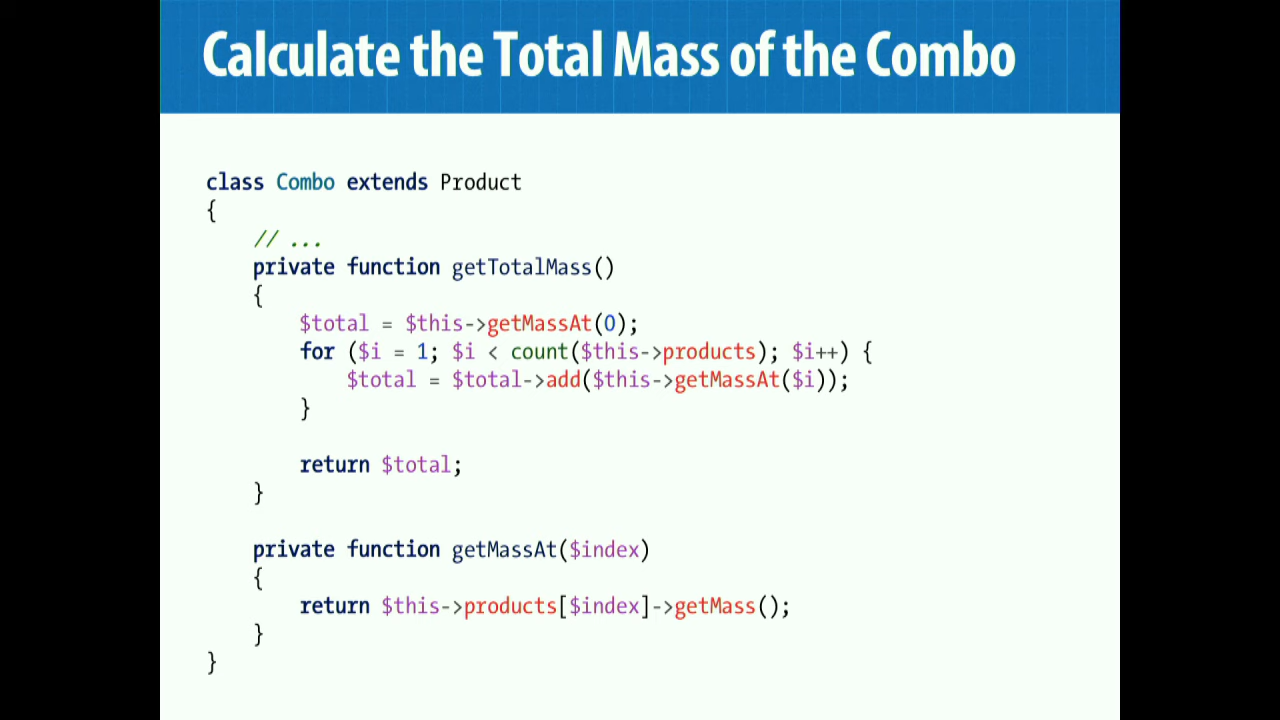 Calculate the Total Mass of the Combo
class Combo extends Product
{
    // ...
    private function getTotalMass()
    {
        $total = $this->getMassAt(0);
        for ($i = 1; $i < count($this->products); $i++) {
            $total = $total->add($this->getMassAt($i));
        }
        return $total;
    }
    private function getMassAt($index)
    {
        return $this->products[$index]->getMass();
    }
}